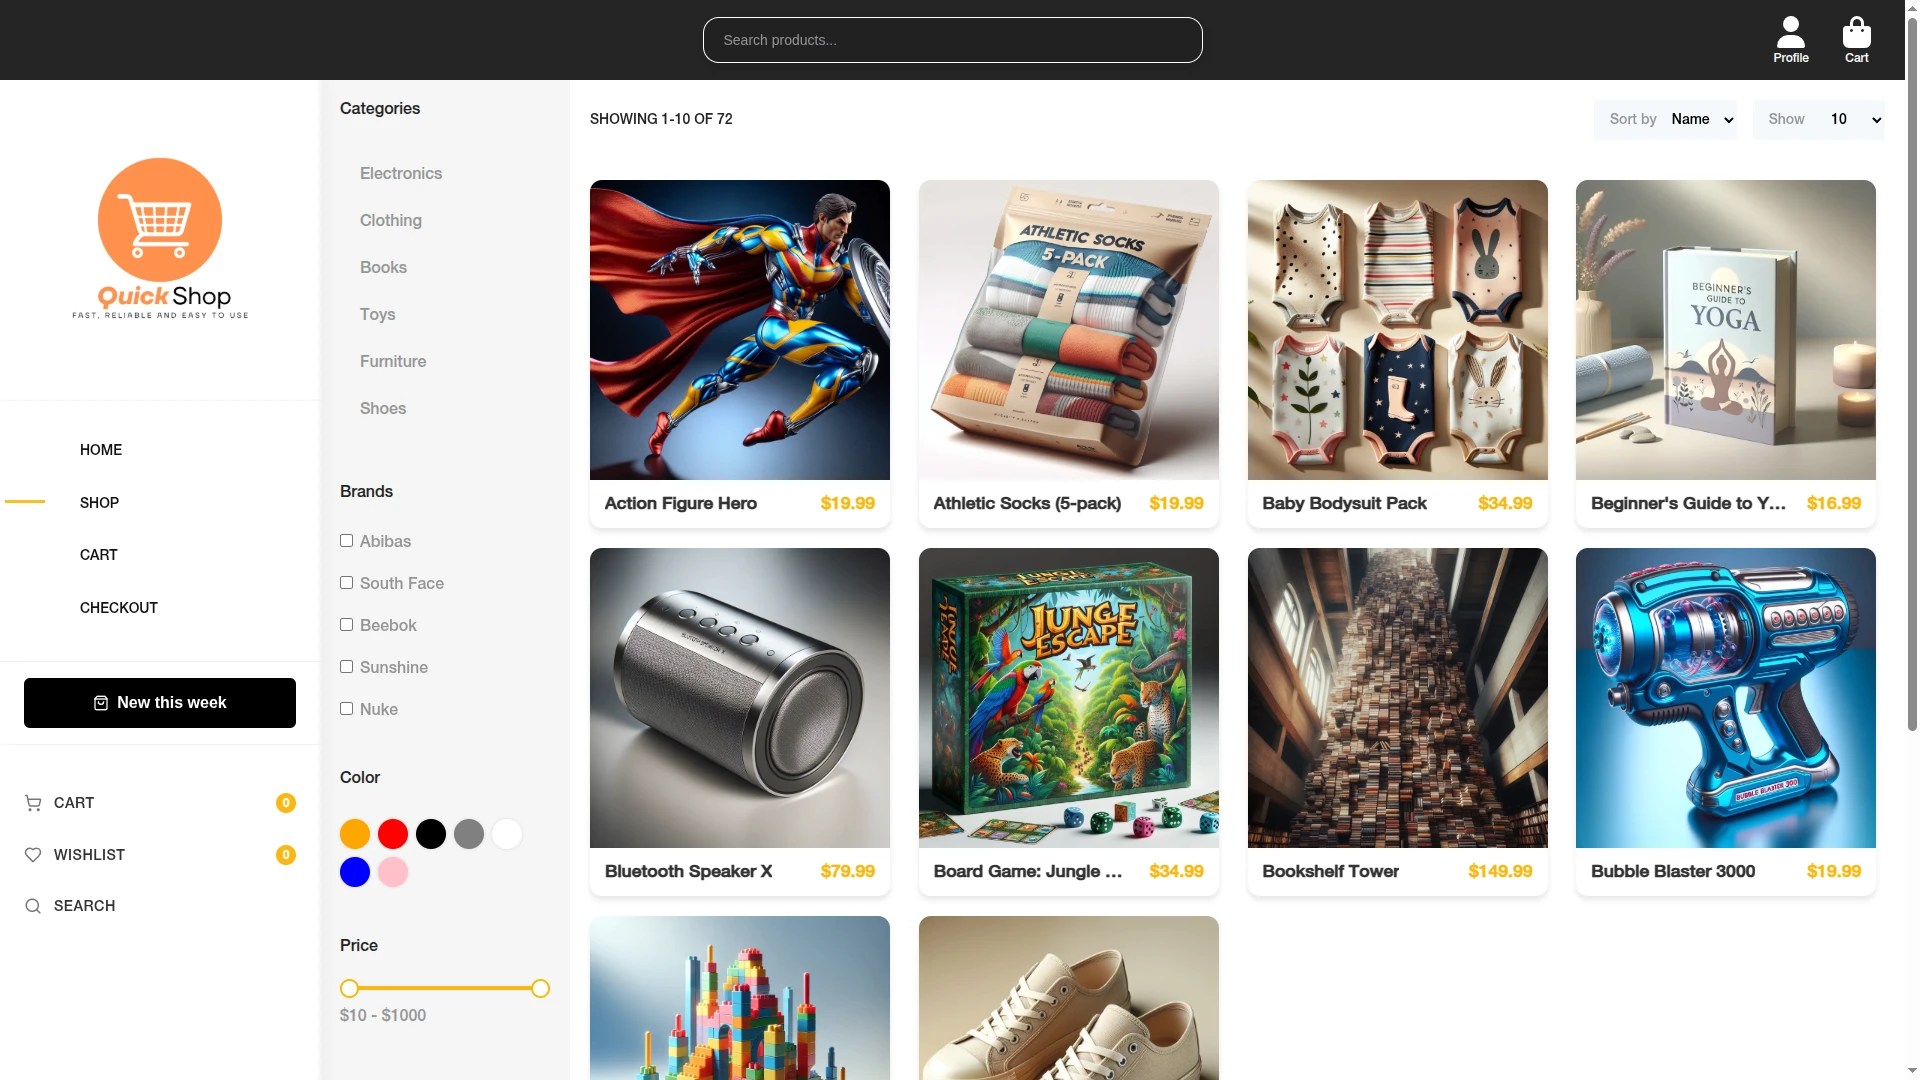 Search products...
Profile
Cart
QuickShop
FAST, RELIABLE AND EASY TO USE
HOME
SHOP
CART
CHECKOUT
New this week
CART 0
WISHLIST 0
SEARCH
Categories
Electronics
Clothing
Books
Toys
Furniture
Shoes
Brands
Abibas
South Face
Beebok
Sunshine
Nuke
Color
Price
$10 - $1000
SHOWING 1-10 OF 72
Sort by Name
Show 10
Action Figure Hero $19.99
ATHLETIC SOCKS
5-PACK
Athletic Socks (5-pack) $19.99
Baby Bodysuit Pack $34.99
BEGINNER'S
GUIDE TO
YOGA
Beginner's Guide to Y... $16.99
Bluetooth Speaker X $79.99
JUNGLE
ESCAPE
Board Game: Jungle ... $34.99
Bookshelf Tower $149.99
BUBBLE BLASTER 300
Bubble Blaster 3000 $19.99